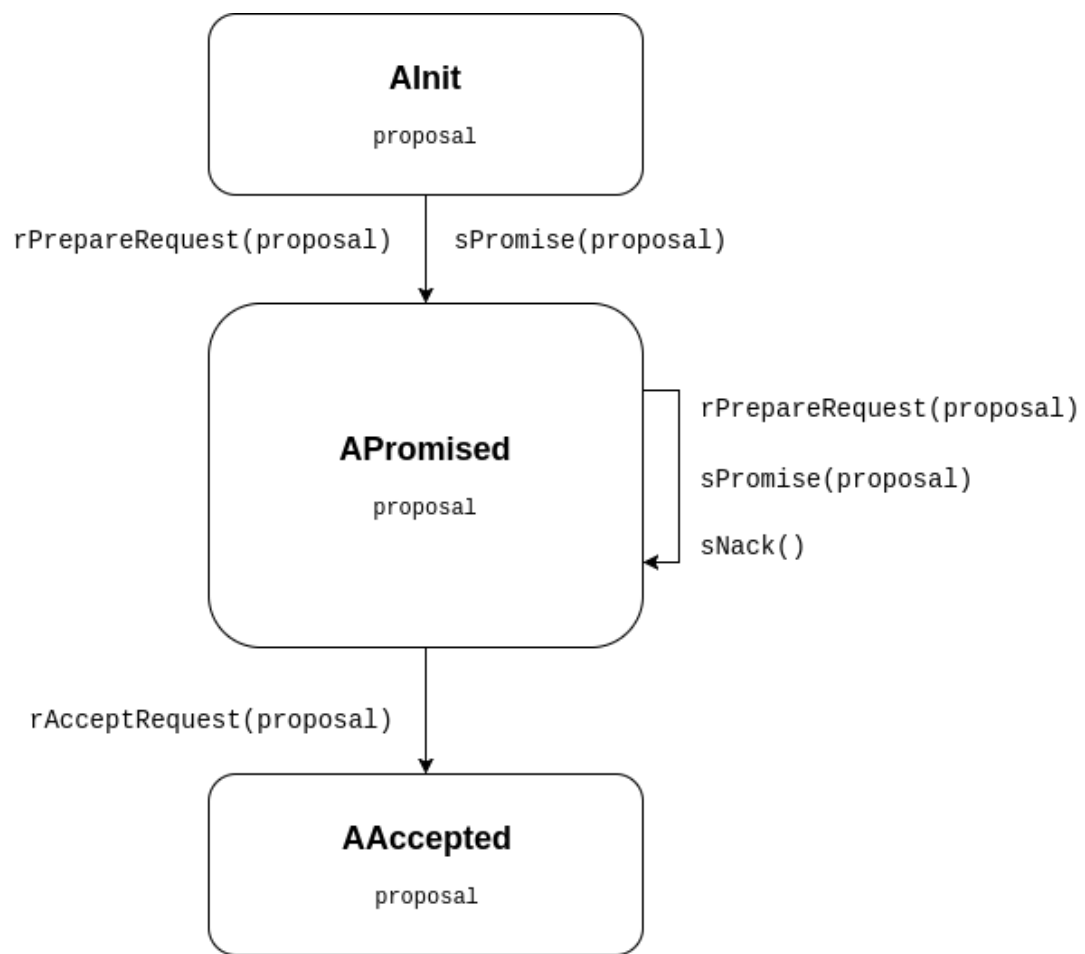 AInit
proposal
rPrepareRequest(proposal)
sPromise(proposal)
APromised
proposal
rPrepareRequest(proposal)
sPromise(proposal)
sNack()
rAcceptRequest(proposal)
AAccepted
proposal